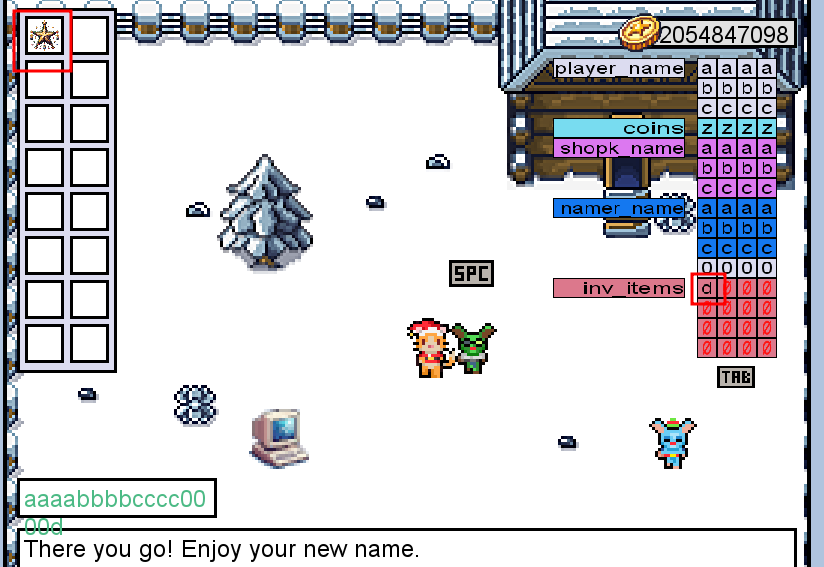 2054847098
player_name a a a a
b b b b
c c c c
coins z z z z
shopk_name a a a a
b b b b
c c c c
namer_name a a a a
b b b b
c c c c
0 0 0 0
inv_items d 0 0 0
0 0 0 0
0 0 0 0
0 0 0 0
SPC
TAB
aaaabbbbcccc00
00d
There you go! Enjoy your new name.